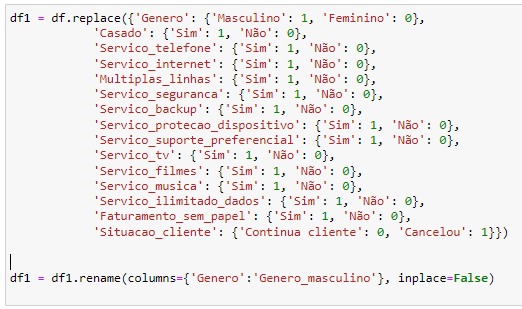 df1 = df.replace({'Genero': {'Masculino': 1, 'Feminino': 0},
'Casado': {'Sim': 1, 'Não': 0},
'Servico_telefone': {'Sim': 1, 'Não': 0},
'Servico_internet': {'Sim': 1, 'Não': 0},
'Multiplas_linhas': {'Sim': 1, 'Não': 0},
'Servico_seguranca': {'Sim': 1, 'Não': 0},
'Servico_backup': {'Sim': 1, 'Não': 0},
'Servico_protecao_dispositivo': {'Sim': 1, 'Não': 0},
'Servico_suporte_preferencial': {'Sim': 1, 'Não': 0},
'Servico_tv': {'Sim': 1, 'Não': 0},
'Servico_filmes': {'Sim': 1, 'Não': 0},
'Servico_musica': {'Sim': 1, 'Não': 0},
'Servico_ilimitado_dados': {'Sim': 1, 'Não': 0},
'Faturamento_sem_papel': {'Sim': 1, 'Não': 0},
'Situacao_cliente': {'Continua cliente': 0, 'Cancelou': 1}})
df1 = df1.rename(columns={'Genero':'Genero_masculino'}, inplace=False)